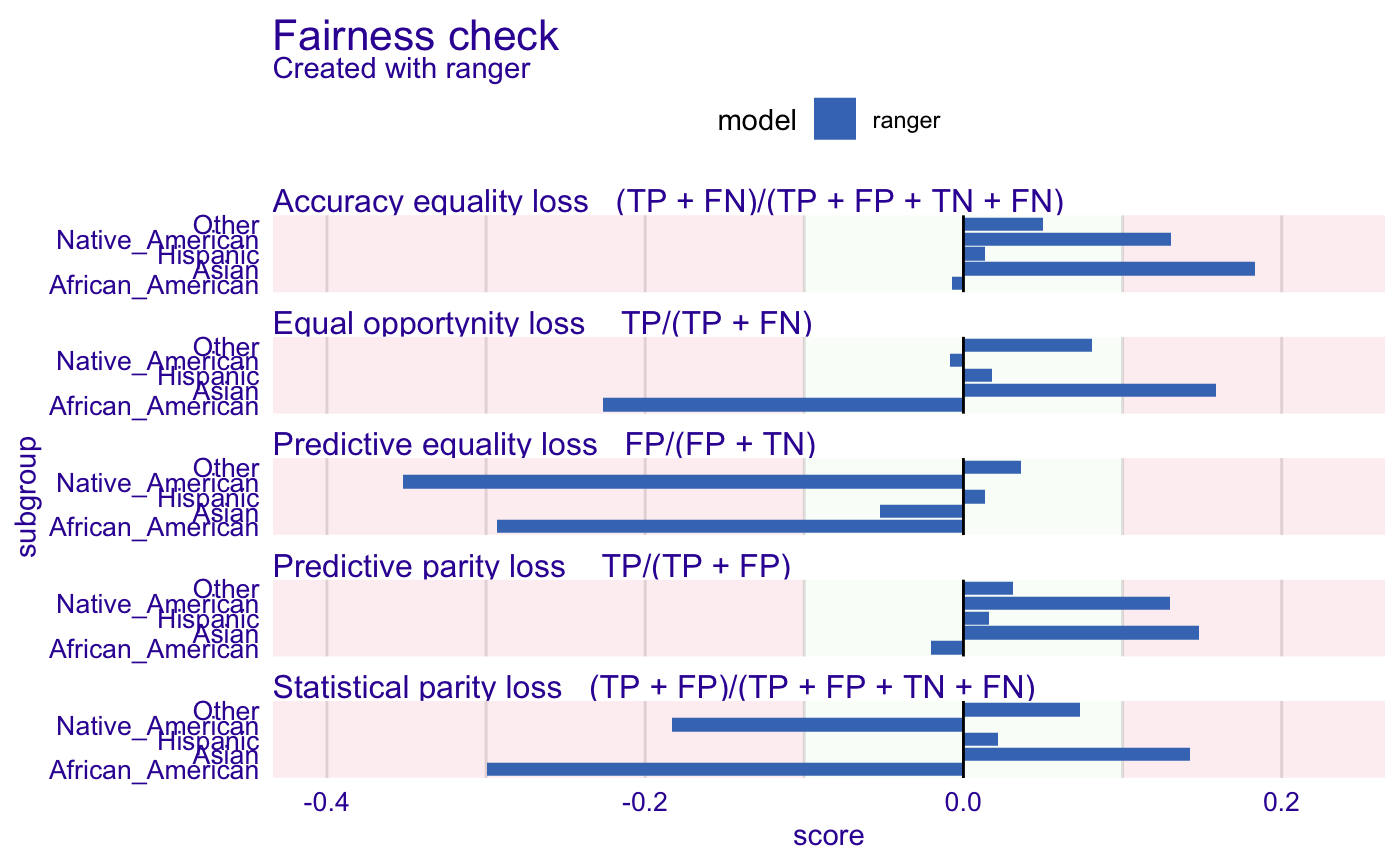 Fairness check
Created with ranger
model ranger
Accuracy equality loss (TP + FN)/(TP + FP + TN + FN)
Other
Native_American
Hispanic
Asian
African_American
Equal opportynity loss TP/(TP + FN)
Other
Native_American
Hispanic
Asian
African_American
Predictive equality loss FP/(FP + TN)
Other
Native_American
Hispanic
Asian
African_American
Predictive parity loss TP/(TP + FP)
Other
Native_American
Hispanic
Asian
African_American
Statistical parity loss (TP + FP)/(TP + FP + TN + FN)
Other
Native_American
Hispanic
Asian
African_American
subgroup
-0.4 -0.2 0.0 0.2
score